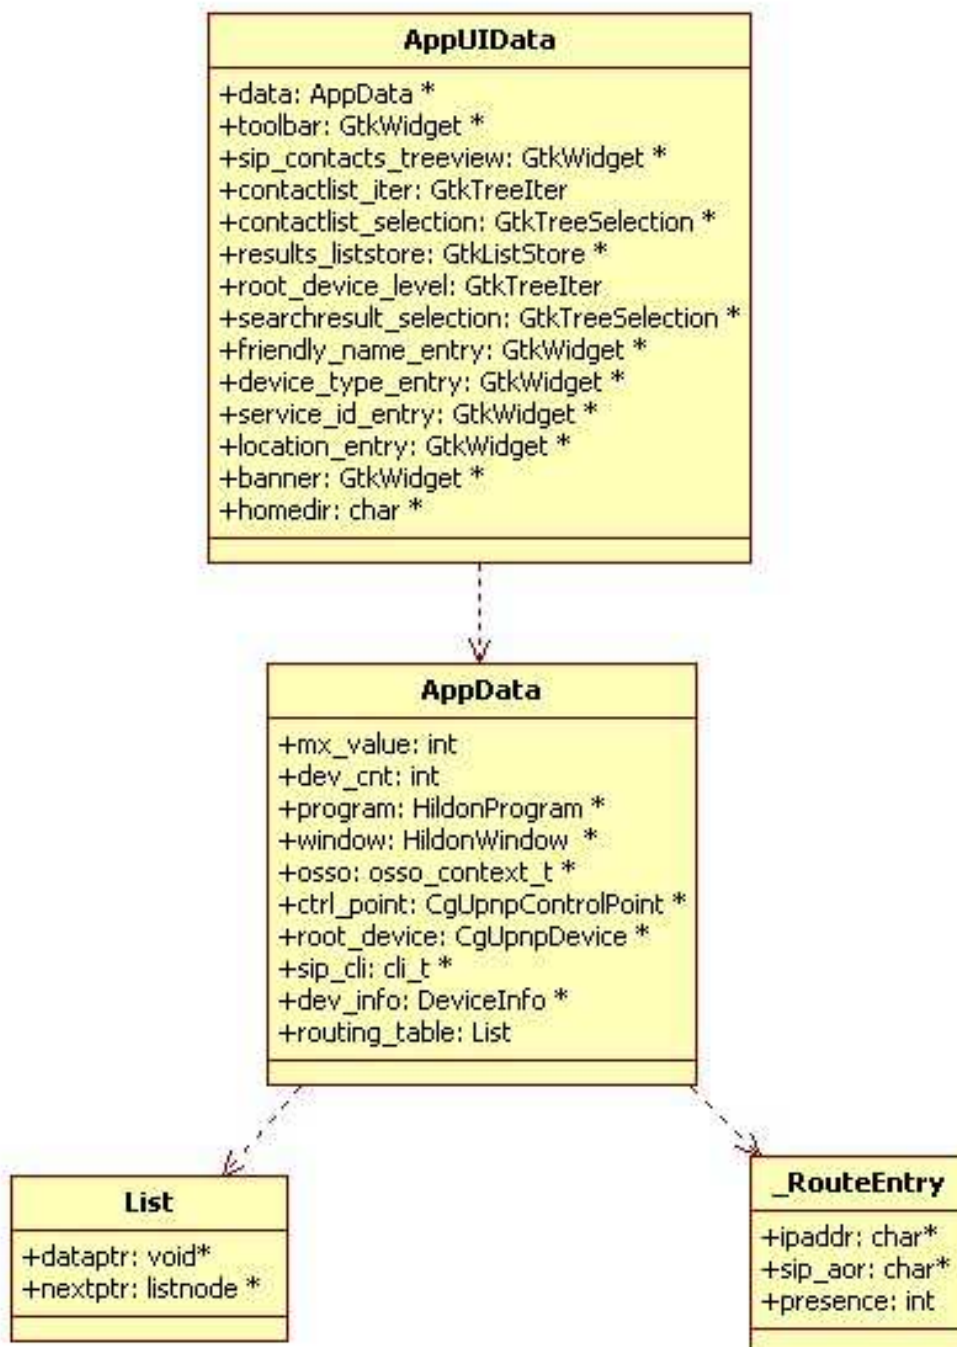 AppUIData
+data: AppData *
+toolbar: GtkWidget *
+sip_contacts_treeview: GtkWidget *
+contactlist_iter: GtkTreeIter
+contactlist_selection: GtkTreeSelection *
+results_liststore: GtkListStore *
+root_device_level: GtkTreeIter
+searchresult_selection: GtkTreeSelection *
+friendly_name_entry: GtkWidget *
+device_type_entry: GtkWidget *
+service_id_entry: GtkWidget *
+location_entry: GtkWidget *
+banner: GtkWidget *
+homedir: char *
AppData
+mx_value: int
+dev_cnt: int
+program: HildonProgram *
+window: HildonWindow  *
+osso: osso_context_t *
+ctrl_point: CgUpnpControlPoint *
+root_device: CgUpnpDevice *
+sip_cli: cli_t *
+dev_info: DeviceInfo *
+routing_table: List
List
+dataptr: void*
+nextptr: listnode *
_RouteEntry
+ipaddr: char*
+sip_aor: char*
+presence: int